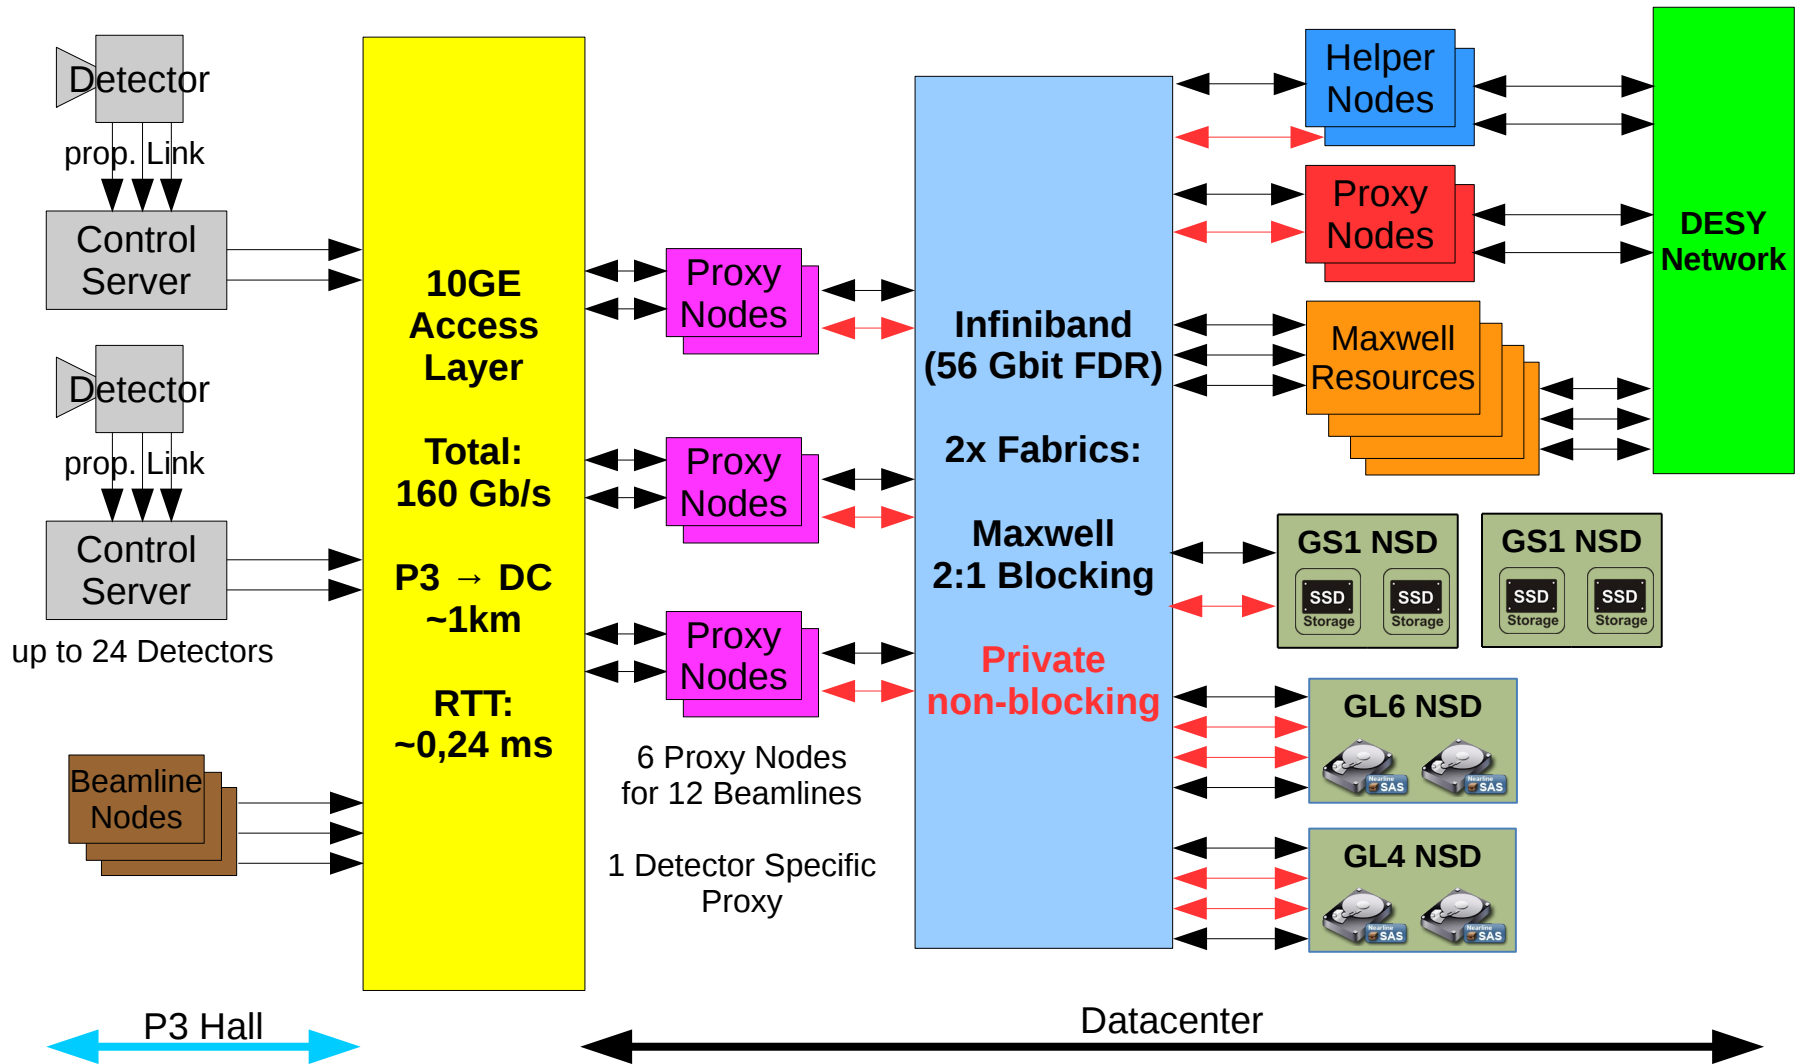 Detector
prop. Link
Control
Server
Detector
prop. Link
Control
Server
up to 24 Detectors
Beamline
Nodes
P3 Hall
10GE
Access
Layer
Total:
160 Gb/s
P3 → DC
~1km
RTT:
~0,24 ms
Proxy
Nodes
Proxy
Nodes
Proxy
Nodes
6 Proxy Nodes
for 12 Beamlines
1 Detector Specific
Proxy
Infiniband
(56 Gbit FDR)
2x Fabrics:
Maxwell
2:1 Blocking
Private
non-blocking
Helper
Nodes
Proxy
Nodes
Maxwell
Resources
DESY
Network
GS1 NSD
SSD
Storage
SSD
Storage
GS1 NSD
SSD
Storage
SSD
Storage
GL6 NSD
Nearline
SAS
Nearline
SAS
GL4 NSD
Nearline
SAS
Nearline
SAS
Datacenter